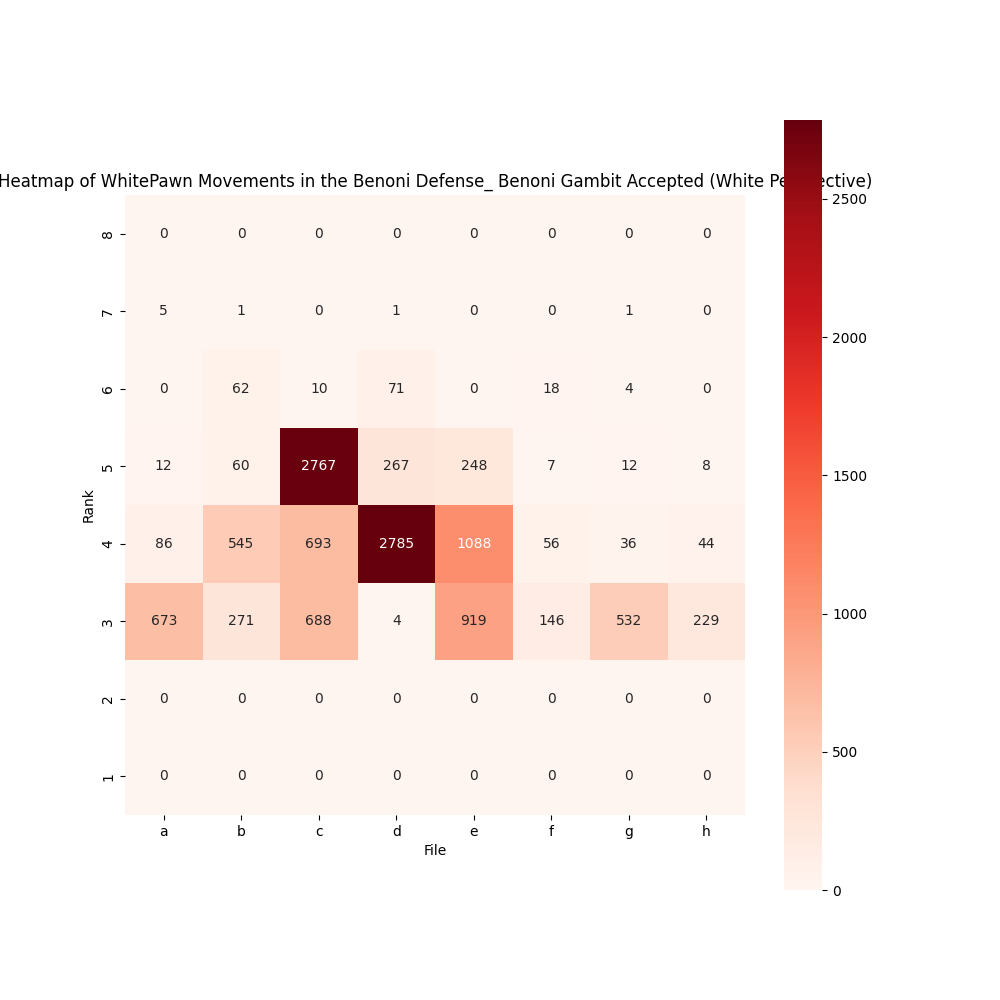 Heatmap of WhitePawn Movements in the Benoni Defense_ Benoni Gambit Accepted (White Pe ective)
8 0 0 0 0 0 0 0 0
7 5 1 0 1 0 0 1 0
6 0 62 10 71 0 18 4 0
5 12 60 2767 267 248 7 12 8
4 86 545 693 2785 1088 56 36 44
3 673 271 688 4 919 146 532 229
2 0 0 0 0 0 0 0 0
1 0 0 0 0 0 0 0 0
a b c d e f g h
File
Rank
2500
2000
1500
1000
500
0